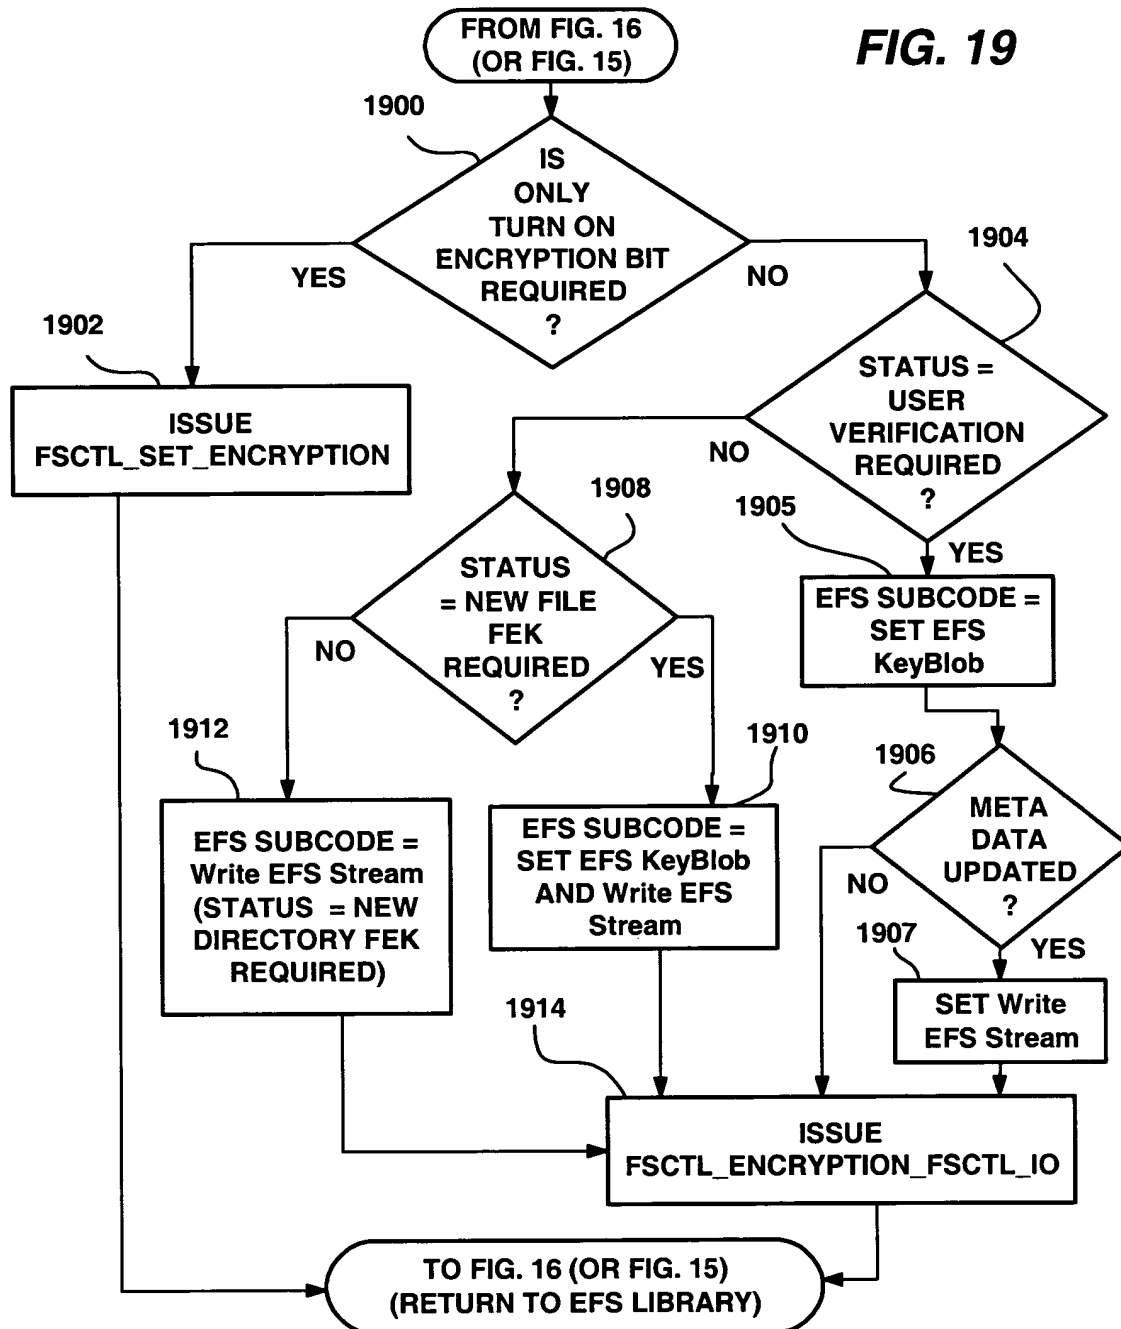 FROM FIG. 16
(OR FIG. 15)
FIG. 19
1900
IS
ONLY
TURN ON
ENCRYPTION BIT
REQUIRED
?
YES
NO
1904
1902
ISSUE
FSCTL_SET_ENCRYPTION
STATUS =
USER
VERIFICATION
REQUIRED
?
NO
YES
1908
1905
STATUS
= NEW FILE
FEK
REQUIRED
?
NO
YES
EFS SUBCODE =
SET EFS
KeyBlob
1912
1910
1906
EFS SUBCODE =
Write EFS Stream
(STATUS = NEW
DIRECTORY FEK
REQUIRED)
EFS SUBCODE =
SET EFS KeyBlob
AND Write EFS
Stream
META
DATA
UPDATED
?
NO
YES
1907
SET Write
EFS Stream
1914
ISSUE
FSCTL_ENCRYPTION_FSCTL_IO
TO FIG. 16 (OR FIG. 15)
(RETURN TO EFS LIBRARY)